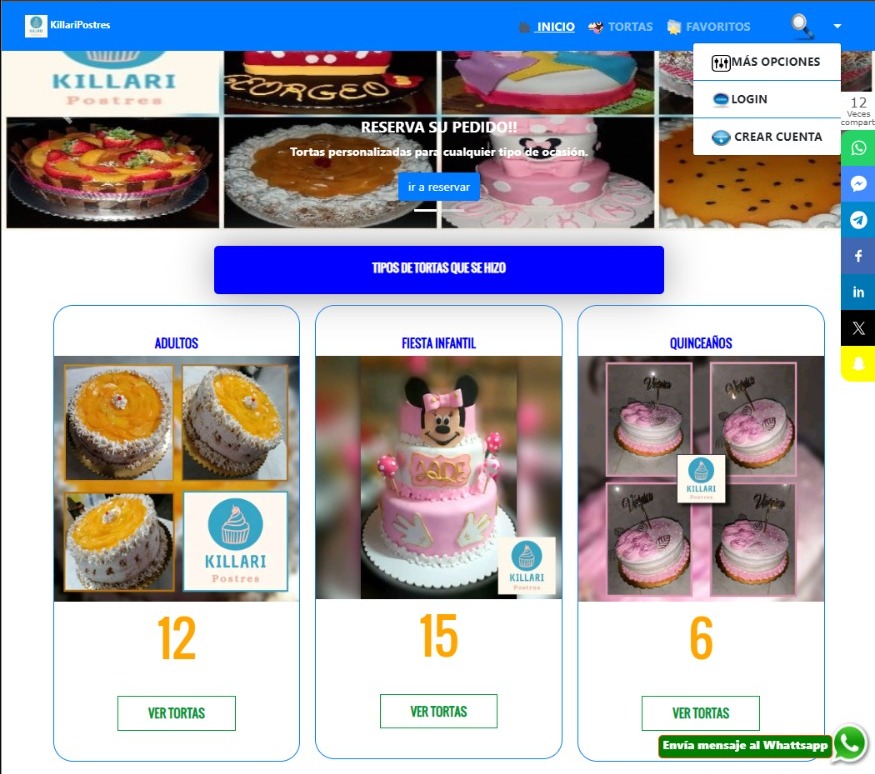 KillariPostres
INICIO
TORTAS
FAVORITOS
MÁS OPCIONES
LOGIN
CREAR CUENTA
12
Veces
compart
KILLARI
Postres
GEORGEO
RESERVA SU PEDIDO!!
Tortas personalizadas para cualquier tipo de ocasión.
ir a reservar
TIPOS DE TORTAS QUE SE HIZO
ADULTOS
FIESTA INFANTIL
QUINCEAÑOS
KILLARI
Postres
KILLARI
Postres
KILLARI
Postres
12
15
6
VER TORTAS
VER TORTAS
VER TORTAS
Envía mensaje al Whattsapp